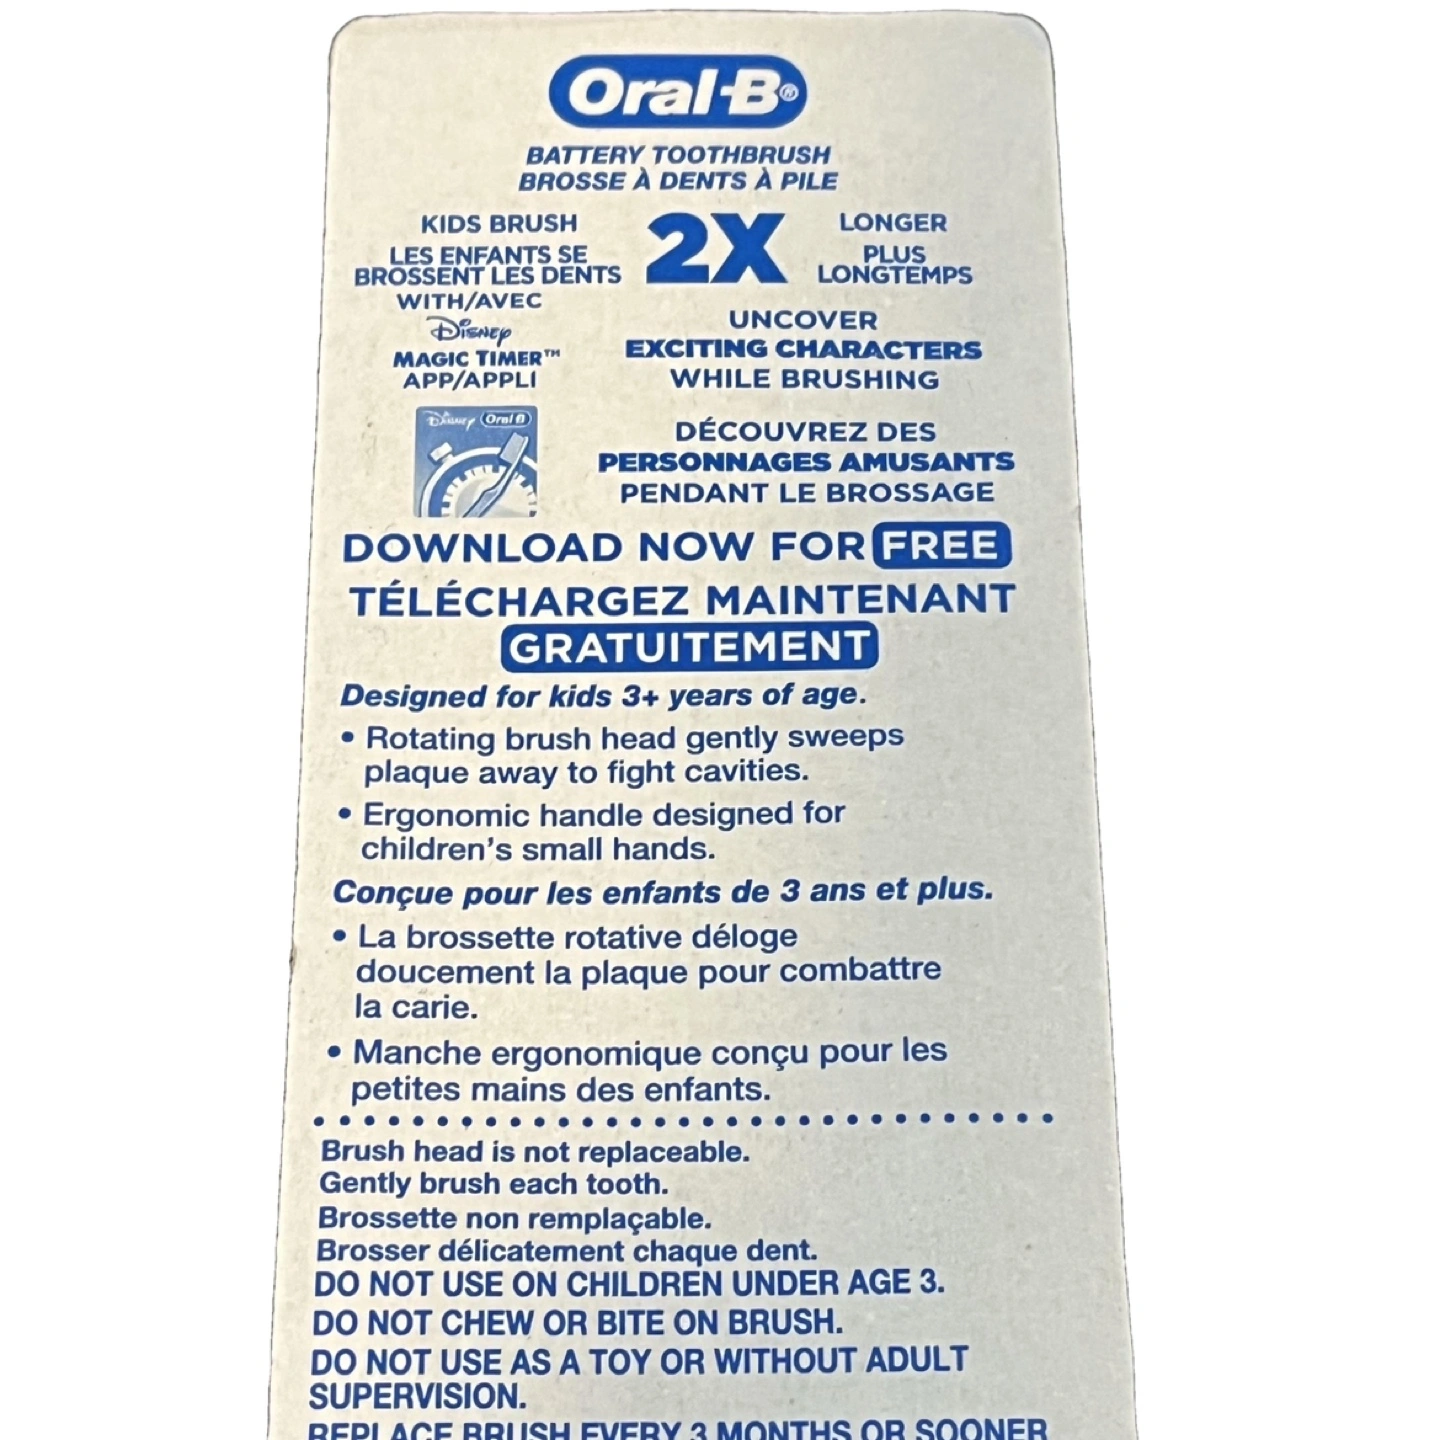 Oral-B®
BATTERY TOOTHBRUSH
BROSSE À DENTS À PILE
KIDS BRUSH
LES ENFANTS SE
BROSSENT LES DENTS
2X
LONGER
PLUS
LONGTEMPS
WITH/AVEC
Disney
MAGIC TIMER™
APP/APPLI
UNCOVER
EXCITING CHARACTERS
WHILE BRUSHING
Disney Oral B
DÉCOUVREZ DES
PERSONNAGES AMUSANTS
PENDANT LE BROSSAGE
DOWNLOAD NOW FOR FREE
TÉLÉCHARGEZ MAINTENANT
GRATUITEMENT
Designed for kids 3+ years of age.
• Rotating brush head gently sweeps
plaque away to fight cavities.
• Ergonomic handle designed for
children's small hands.
Conçue pour les enfants de 3 ans et plus.
• La brossette rotative déloge
doucement la plaque pour combattre
la carie.
• Manche ergonomique conçu pour les
petites mains des enfants.
Brush head is not replaceable.
Gently brush each tooth.
Brossette non remplaçable.
Brosser délicatement chaque dent.
DO NOT USE ON CHILDREN UNDER AGE 3.
DO NOT CHEW OR BITE ON BRUSH.
DO NOT USE AS A TOY OR WITHOUT ADULT
SUPERVISION.
REPLACE BRUSH EVERY 3 MONTHS OR SOONER